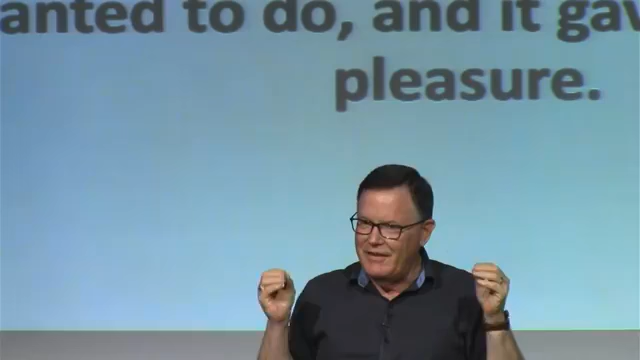 anted to do, and it gav
pleasure.